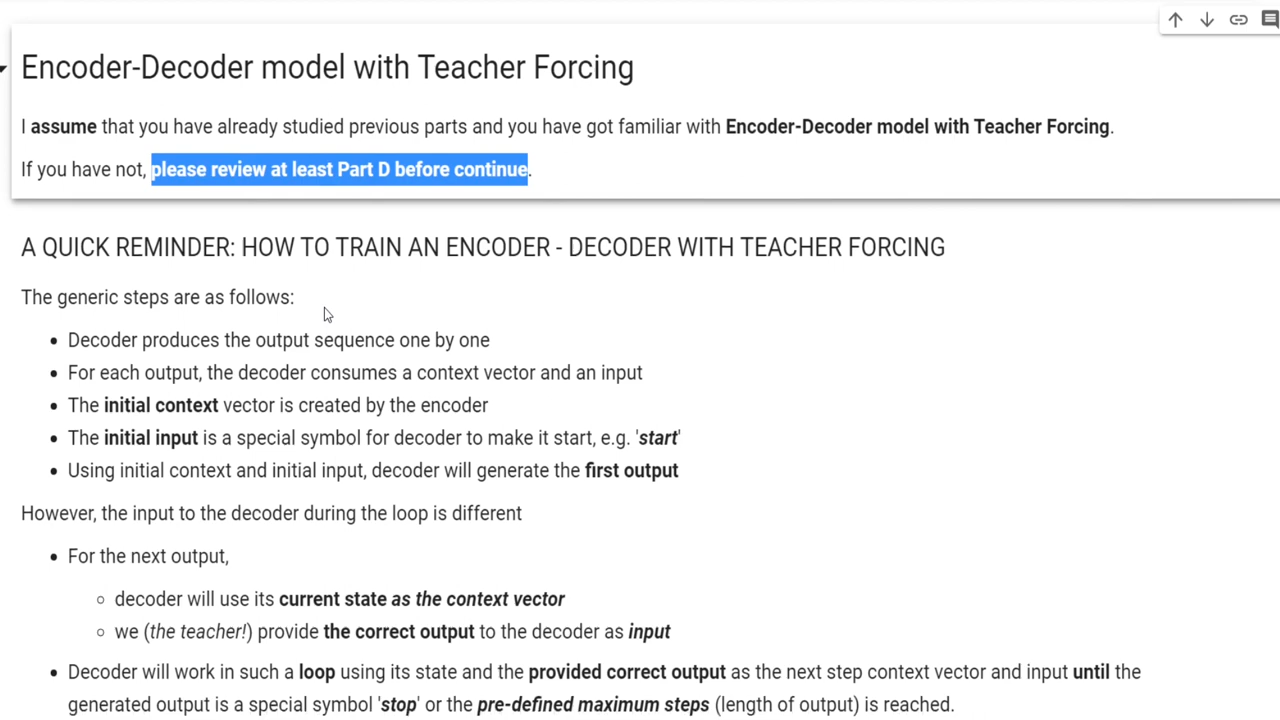 Encoder-Decoder model with Teacher Forcing
I assume that you have already studied previous parts and you have got familiar with Encoder-Decoder model with Teacher Forcing.
If you have not, please review at least Part D before continue.
A QUICK REMINDER: HOW TO TRAIN AN ENCODER - DECODER WITH TEACHER FORCING
The generic steps are as follows:
Decoder produces the output sequence one by one
For each output, the decoder consumes a context vector and an input
The initial context vector is created by the encoder
The initial input is a special symbol for decoder to make it start, e.g. 'start'
Using initial context and initial input, decoder will generate the first output
However, the input to the decoder during the loop is different
For the next output,
decoder will use its current state as the context vector
we (the teacher!) provide the correct output to the decoder as input
Decoder will work in such a loop using its state and the provided correct output as the next step context vector and input until the
generated output is a special symbol 'stop' or the pre-defined maximum steps (length of output) is reached.